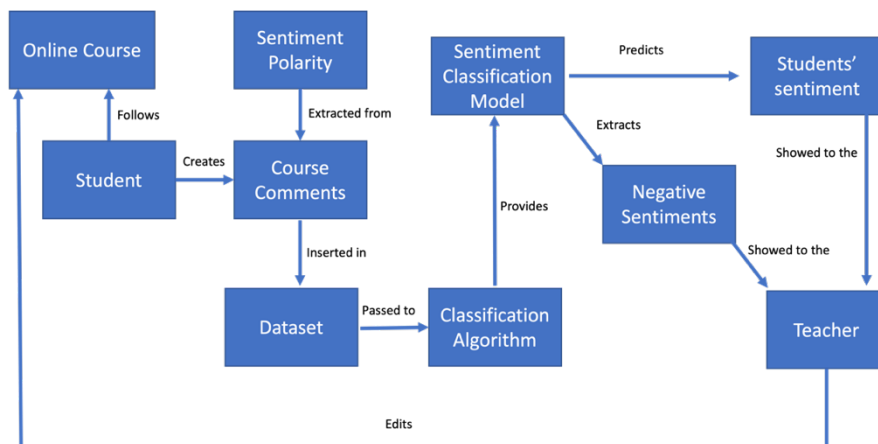 Online Course
Sentiment
Polarity
Sentiment
Classification
Model
Predicts
Students’
sentiment
Follows
Extracted from
Extracts
Showed to the
Student
Creates
Course
Comments
Provides
Negative
Sentiments
Inserted in
Showed to the
Dataset
Passed to
Classification
Algorithm
Teacher
Edits